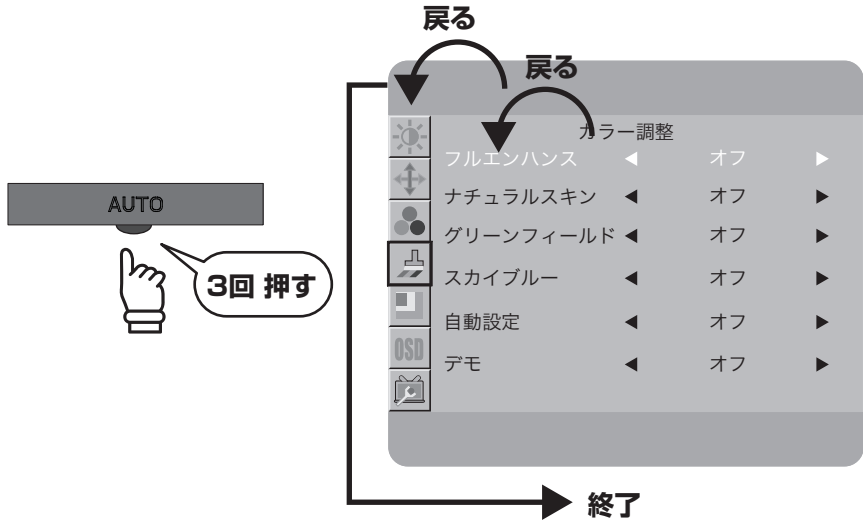 戻る
戻る
カラー調整
フルエンハンス ◀ オフ ▶
ナチュラルスキン ◀ オフ ▶
グリーンフィールド ◀ オフ ▶
スカイブルー ◀ オフ ▶
自動設定 ◀ オフ ▶
デモ ◀ オフ ▶
OSD
AUTO
3回 押す
終了